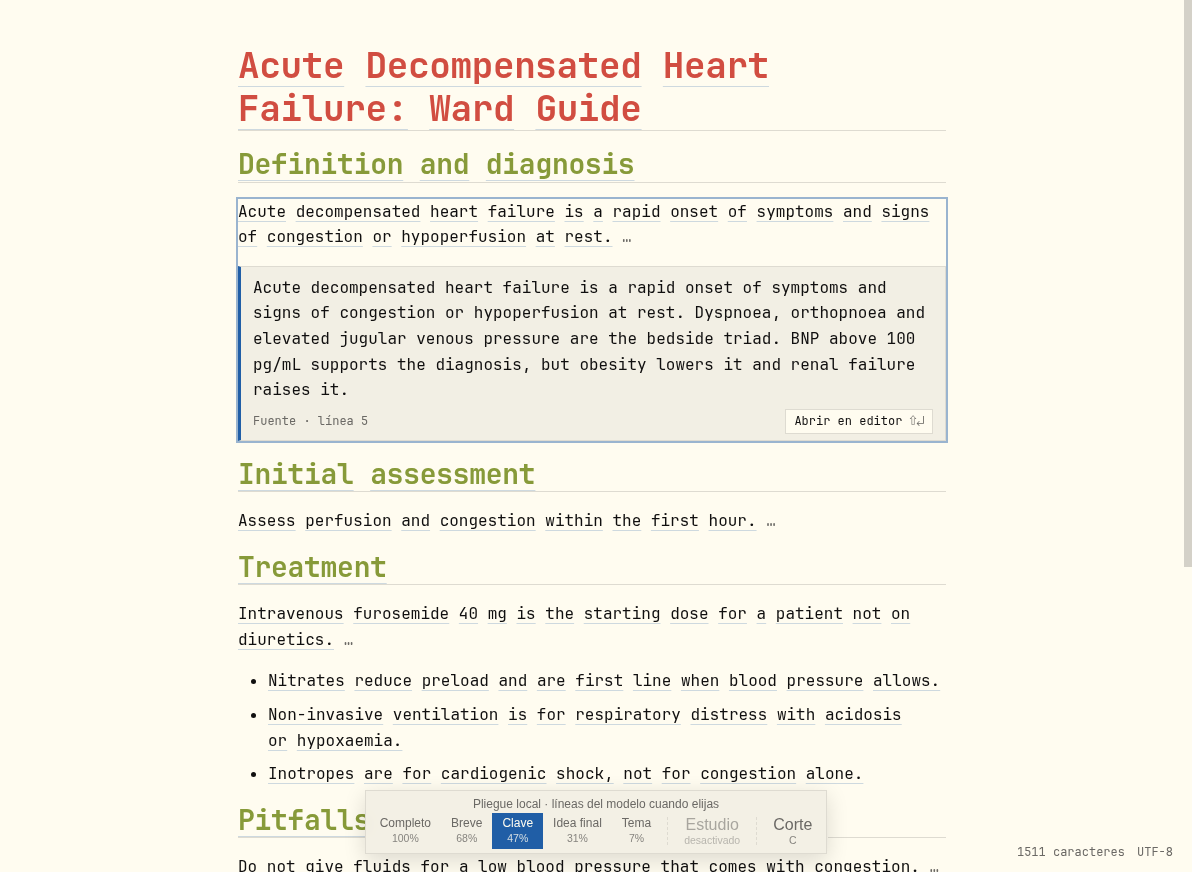 Acute Decompensated Heart
Failure: Ward Guide
Definition and diagnosis
Acute decompensated heart failure is a rapid onset of symptoms and signs
of congestion or hypoperfusion at rest. …
Acute decompensated heart failure is a rapid onset of symptoms and
signs of congestion or hypoperfusion at rest. Dyspnoea, orthopnoea and
elevated jugular venous pressure are the bedside triad. BNP above 100
pg/mL supports the diagnosis, but obesity lowers it and renal failure
raises it.
Fuente · línea 5
Abrir en editor ⇧↵
Initial assessment
Assess perfusion and congestion within the first hour. …
Treatment
Intravenous furosemide 40 mg is the starting dose for a patient not on
diuretics. …
• Nitrates reduce preload and are first line when blood pressure allows.
• Non-invasive ventilation is for respiratory distress with acidosis
or hypoxaemia.
• Inotropes are for cardiogenic shock, not for congestion alone.
Pitfalls
Pliegue local · líneas del modelo cuando elijas
Completo Breve Clave Idea final Tema Estudio Corte
100% 68% 47% 31% 7% desactivado C
Do not give fluids for a low blood pressure that comes with congestion. …
1511 caracteres UTF-8